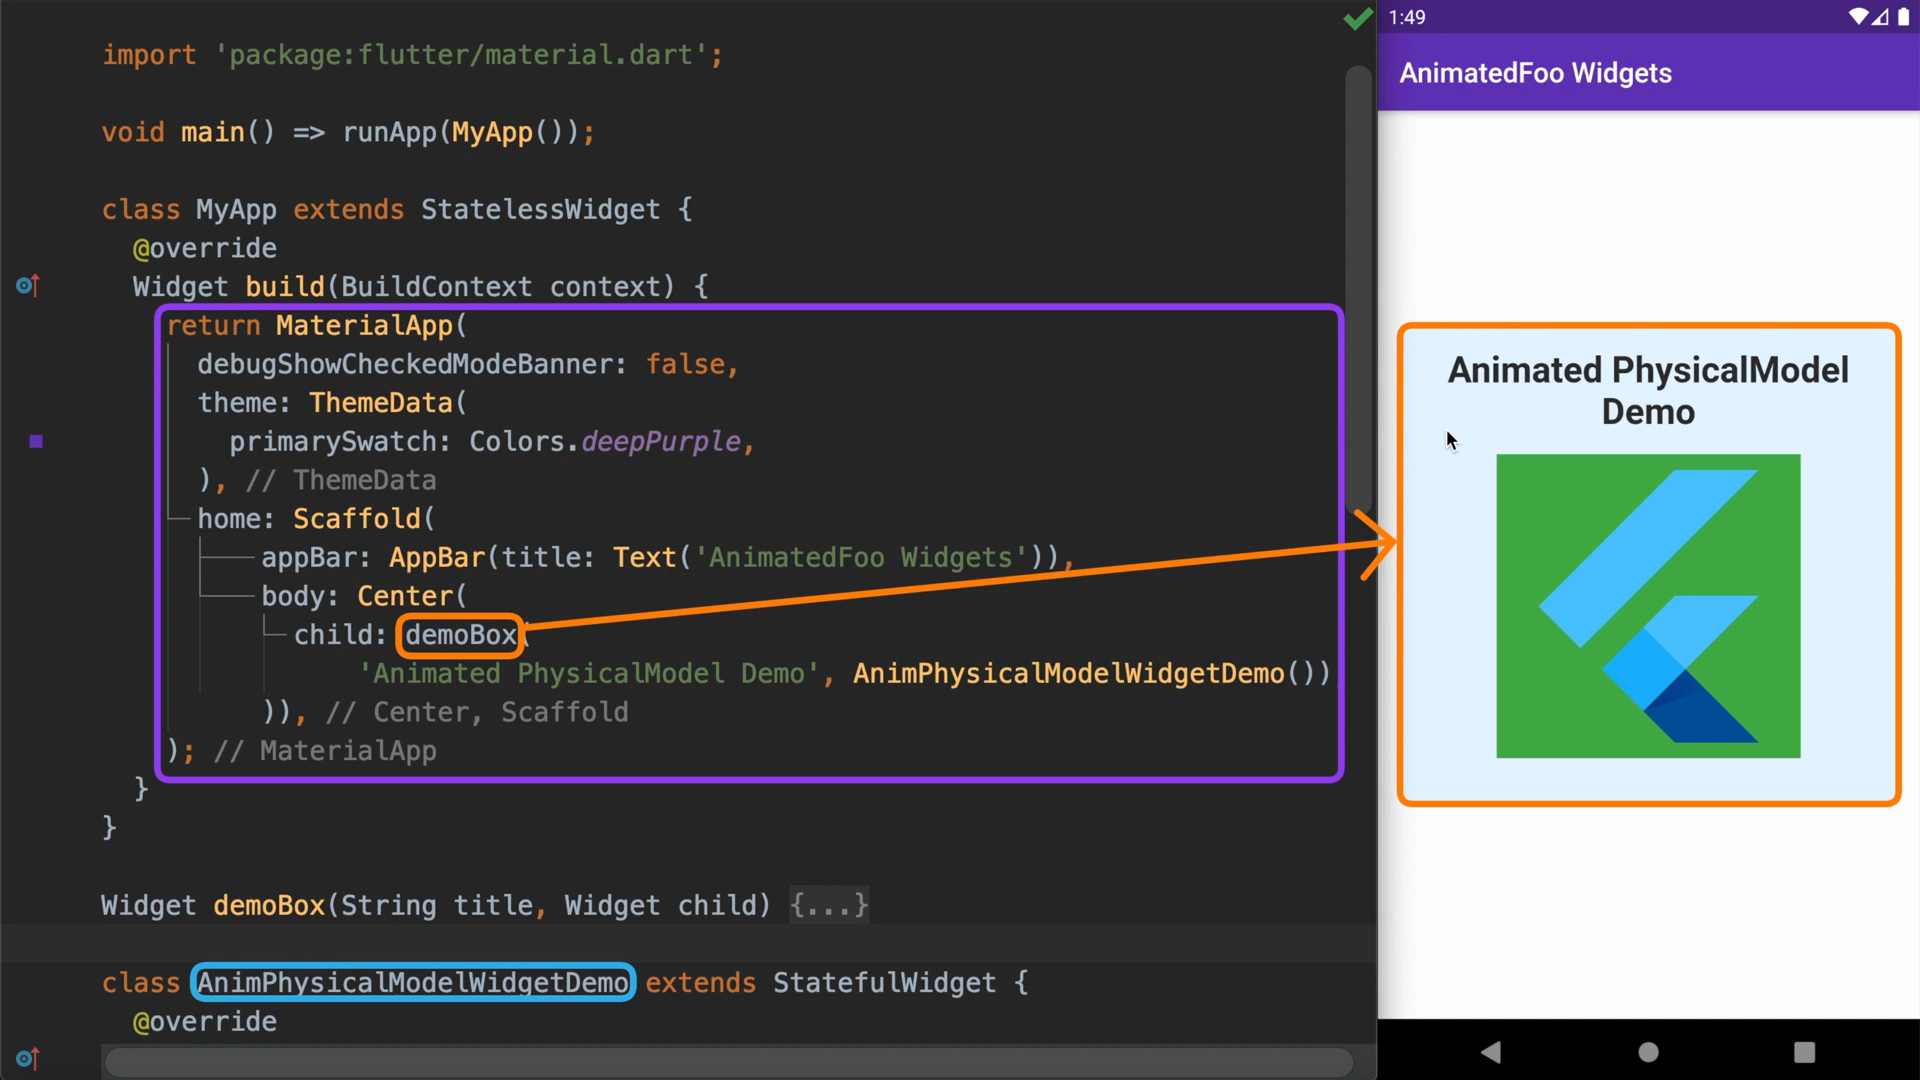 import 'package:flutter/material.dart';
void main() => runApp(MyApp());
class MyApp extends StatelessWidget {
@override
Widget build(BuildContext context) {
return MaterialApp(
debugShowCheckedModeBanner: false,
theme: ThemeData(
primarySwatch: Colors.deepPurple,
), // ThemeData
home: Scaffold(
appBar: AppBar(title: Text('AnimatedFoo Widgets')),
body: Center(
child: demoBox(
'Animated PhysicalModel Demo', AnimPhysicalModelWidgetDemo())
)), // Center, Scaffold
); // MaterialApp
}
}
Widget demoBox(String title, Widget child) {...}
class AnimPhysicalModelWidgetDemo extends StatefulWidget {
@override
1:49
AnimatedFoo Widgets
Animated PhysicalModel
Demo